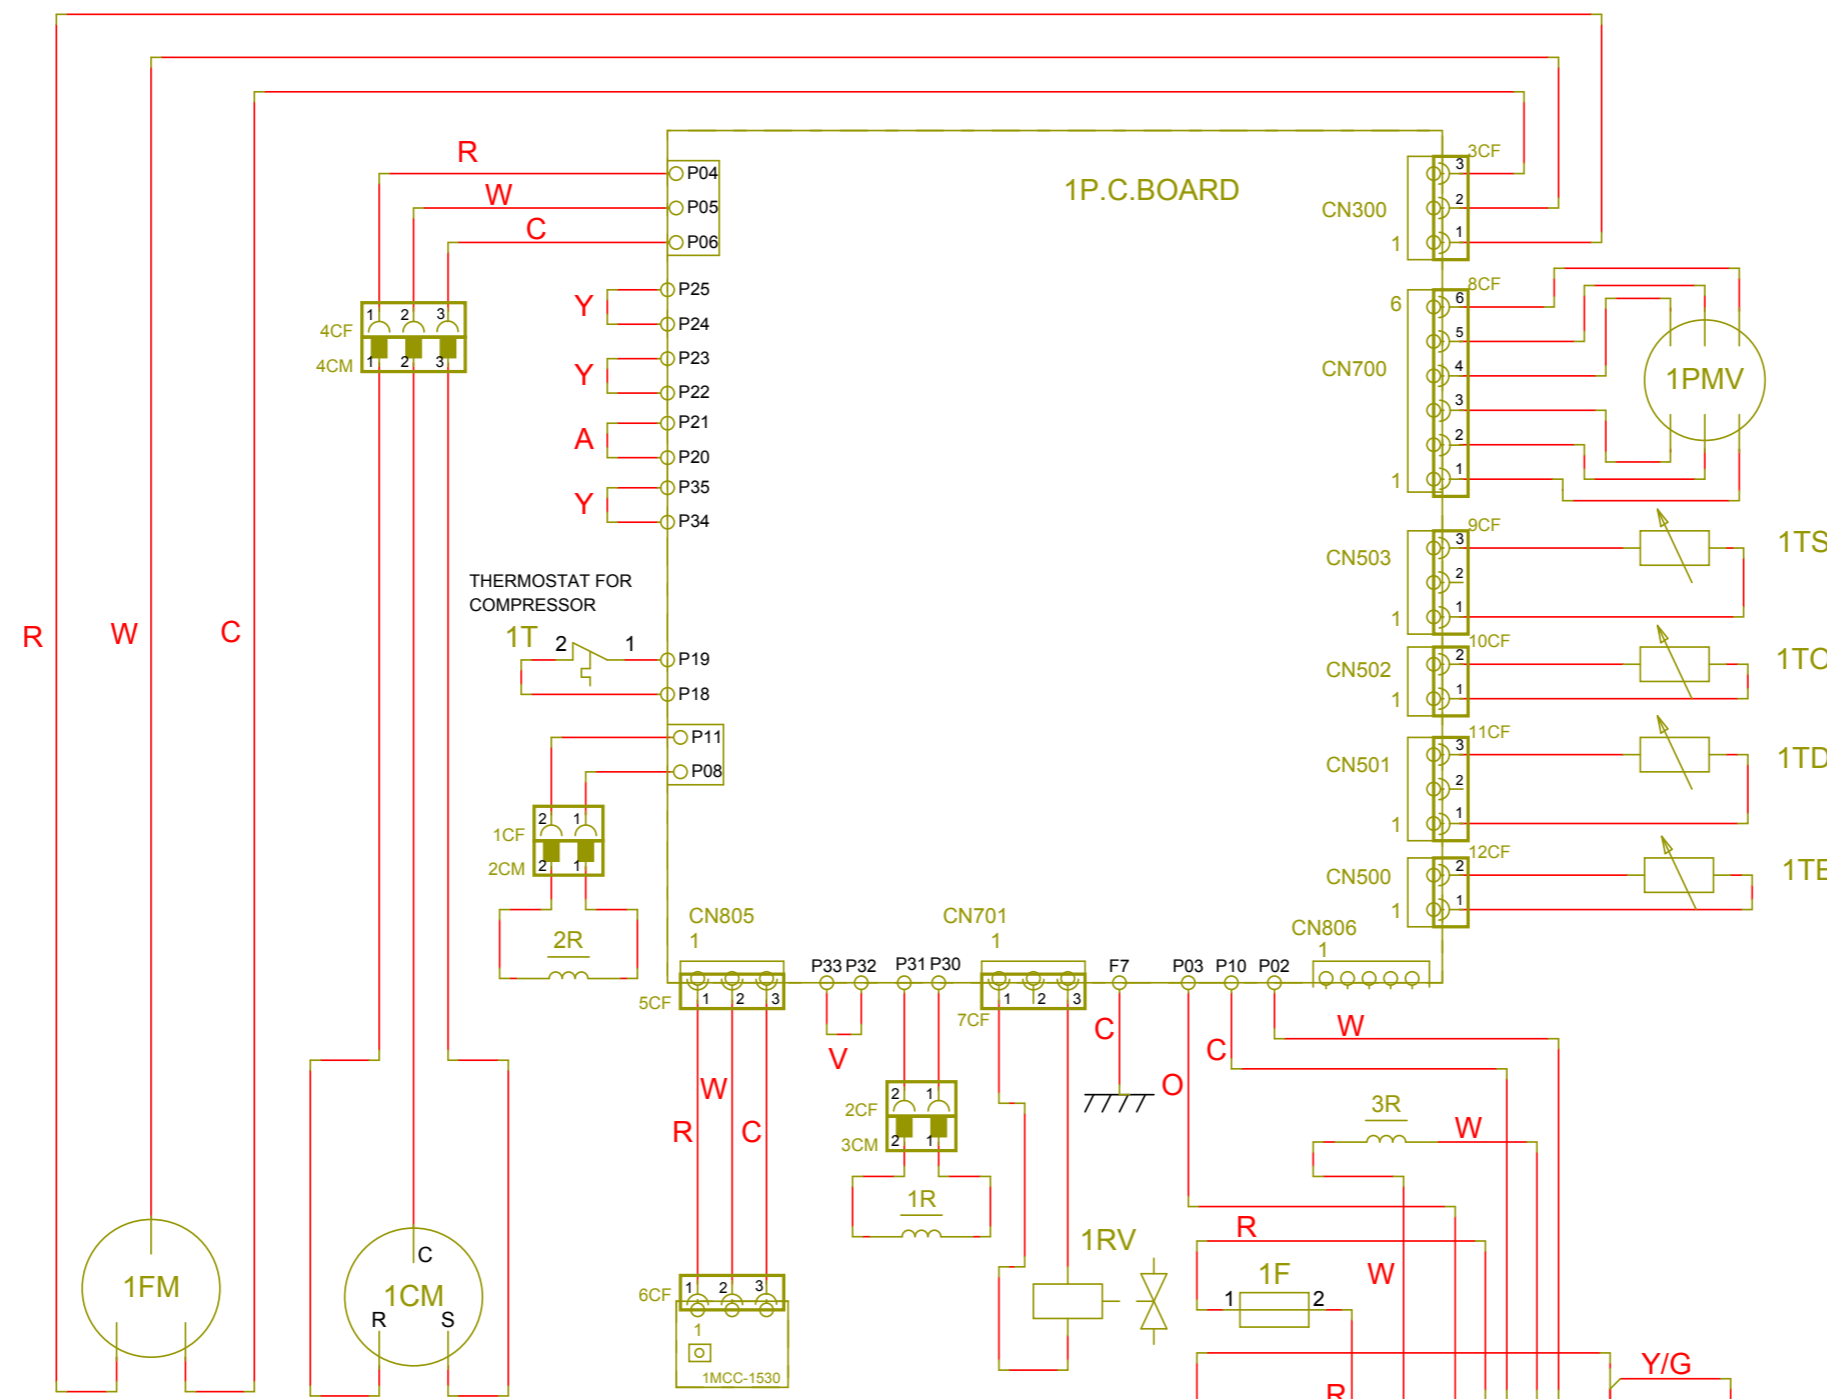 1P.C.BOARD
R
W
C
P04
P05
P06
1 2 3
4CF
4CM
1 2 3
P25
Y
P24
P23
Y
P22
P21
A
P20
P35
Y
P34
THERMOSTAT FOR
COMPRESSOR
1T
2 1
P19
P18
P11
P08
2 1
1CF
2CM
2 1
2R
R W C
3CF
3
CN300
2
1
1
8CF
6
6
5
CN700
4
1PMV
3
2
1
1
9CF
3
1TS
CN503
2
1
1
10CF
2
1TO
CN502
1
1
11CF
3
1TD
CN501
2
1
1
12CF
2
1TE
CN500
1
1
CN805
1
CN701
1
CN806
1
P33 P32 P31 P30
F7
P03 P10 P02
5CF
1 2 3
7CF
1 2 3
V
C
O
C
W
R W C
2 1
2CF
3CM
2 1
1R
3R
W
1RV
R
W
1F
1 2
6CF
1 2 3
1
1MCC-1530
1FM
C
1CM
R S
Y/G
R